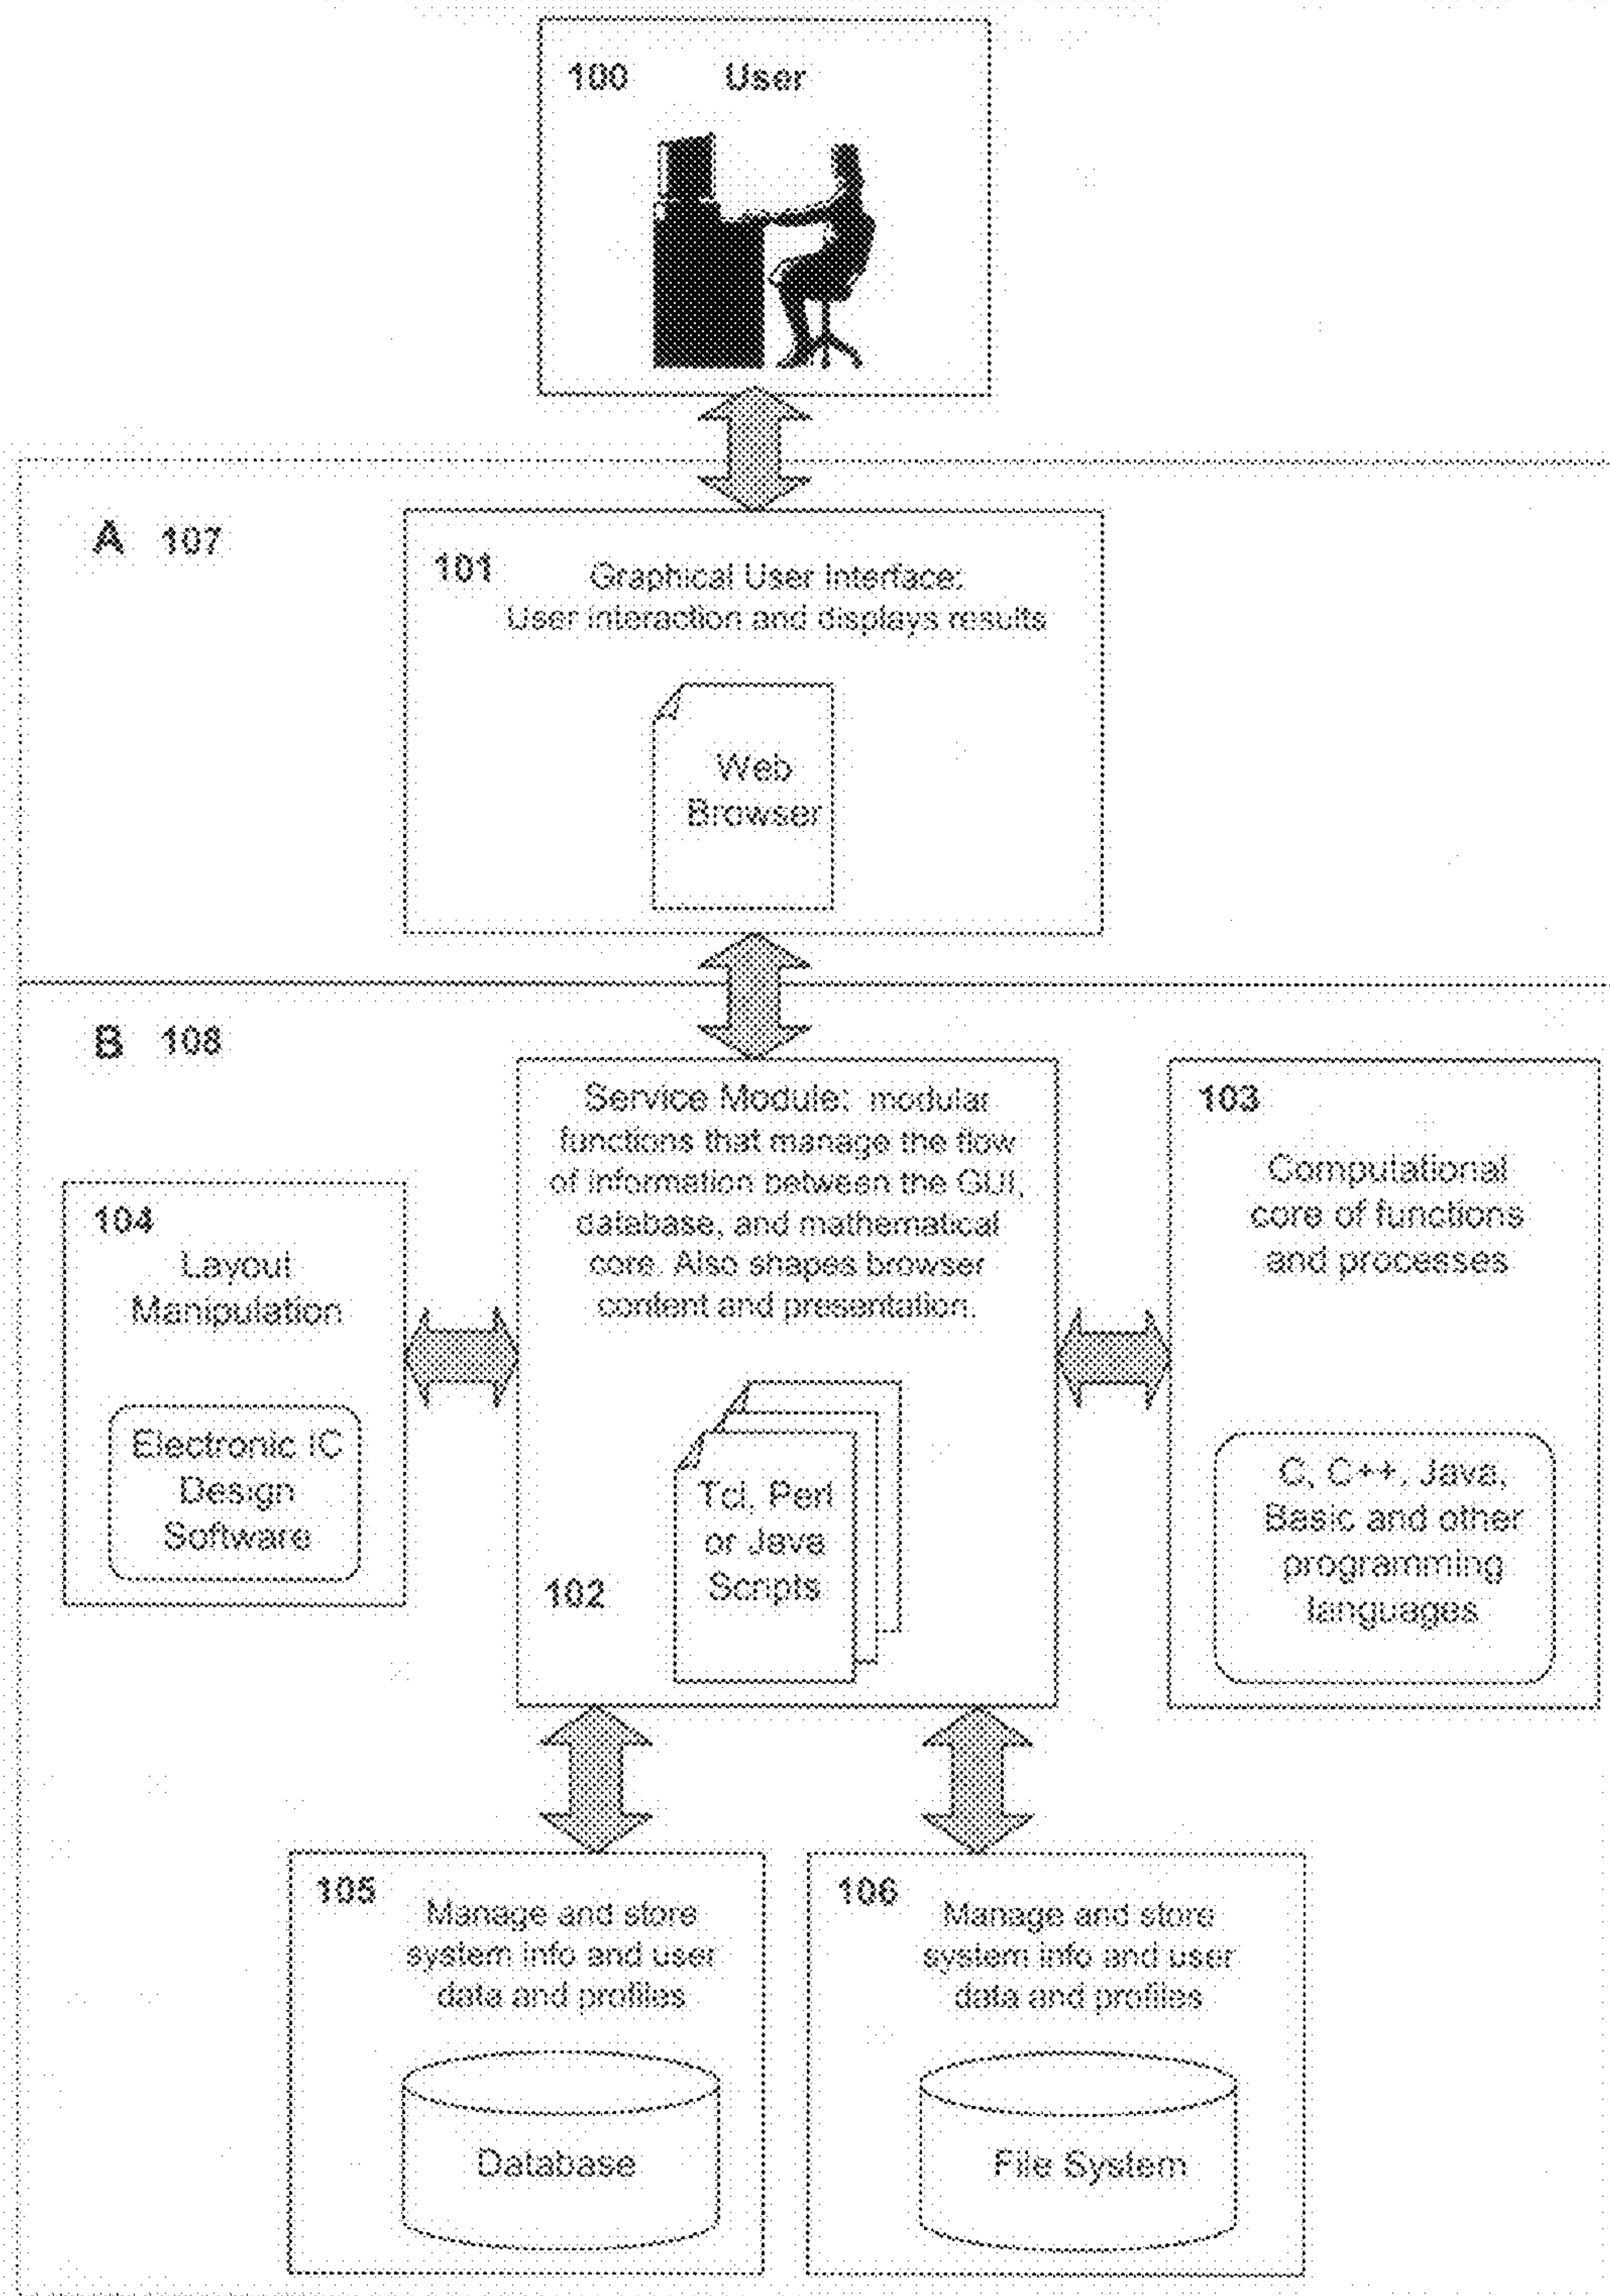 100 User
A 107
101
Graphical User Interface:
User interaction and displays results
Web
Browser
B 108
Service Module: modular
functions that manage the flow
of information between the GUI,
database, and mathematical
core. Also shapes browser
content and presentation.
Tcl, Perl
or Java
Scripts
102
103
Computational
core of functions
and processes
C, C++, Java,
Basic and other
programming
languages
104
Layout
Manipulation
Electronic IC
Design
Software
105
Manage and store
system info and user
data and profiles
Database
106
Manage and store
system info and user
data and profiles
File System